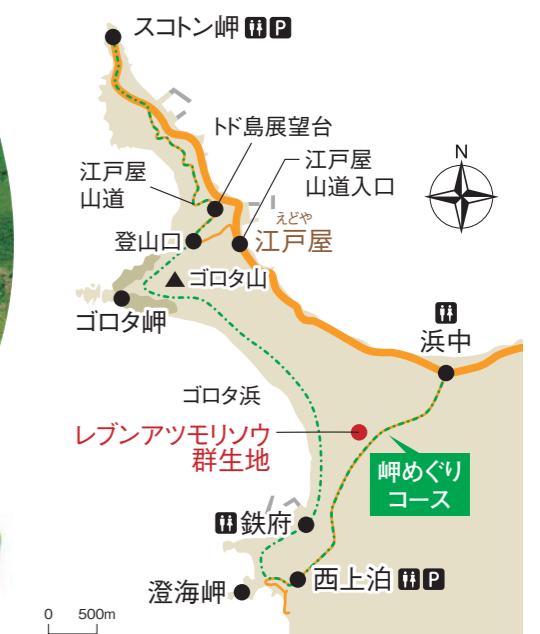 スコトン岬 P
トド島展望台
江戸屋
山道
江戸屋
山道入口
N
登山口
えどや
江戸屋
ゴロタ山
ゴロタ岬
浜中
ゴロタ浜
レブンアツモリソウ
群生地
岬めぐり
コース
鉄府
西上泊 P
澄海岬
0 500m